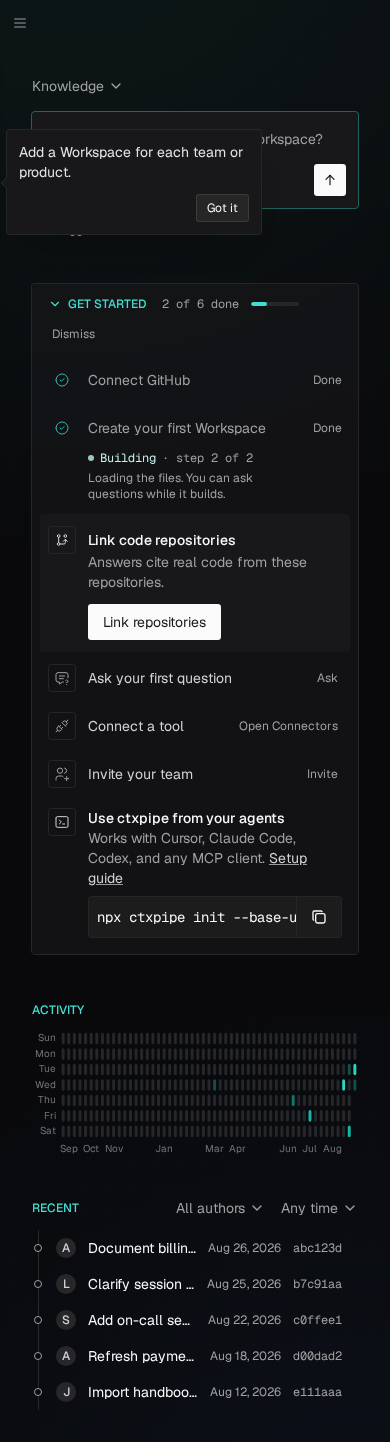 Knowledge
orkspace?
Add a Workspace for each team or
product.
Got it
GET STARTED 2 of 6 done
Dismiss
Connect GitHub Done
Create your first Workspace Done
Building · step 2 of 2
Loading the files. You can ask
questions while it builds.
Link code repositories
Answers cite real code from these
repositories.
Link repositories
Ask your first question Ask
Connect a tool Open Connectors
Invite your team Invite
Use ctxpipe from your agents
Works with Cursor, Claude Code,
Codex, and any MCP client. Setup
guide
npx ctxpipe init --base-u
ACTIVITY
Sun
Mon
Tue
Wed
Thu
Fri
Sat
Sep Oct Nov Jan Mar Apr Jun Jul Aug
RECENT All authors Any time
A Document billin... Aug 26, 2026 abc123d
L Clarify session ... Aug 25, 2026 b7c91aa
S Add on-call se... Aug 22, 2026 c0ffee1
A Refresh payme... Aug 18, 2026 d00dad2
J Import handboo... Aug 12, 2026 e111aaa